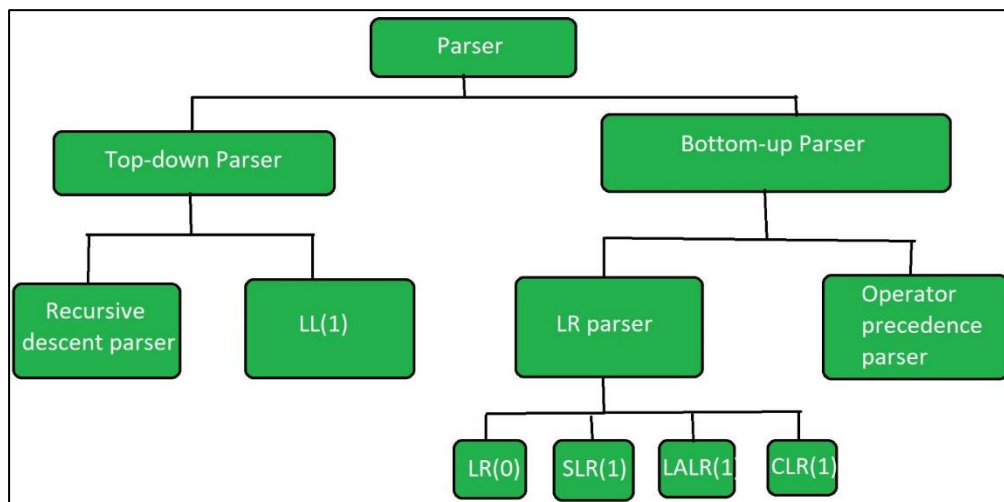 Parser
Top-down Parser
Bottom-up Parser
Recursive
descent parser
LL(1)
LR parser
Operator
precedence
parser
LR(0)
SLR(1)
LALR(1)
CLR(1)